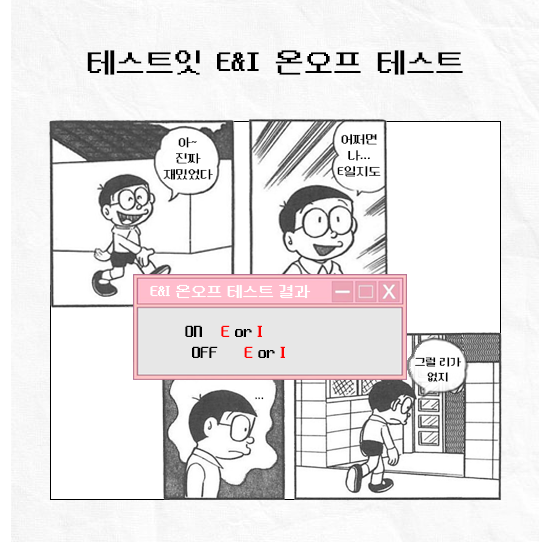 테스트잇 E&I 온오프 테스트
아~
진짜
재밌었다
어쩌면
나...
E일지도
E&I 온오프 테스트 결과
ON E or I
OFF E or I
...
그럴 리가
없지